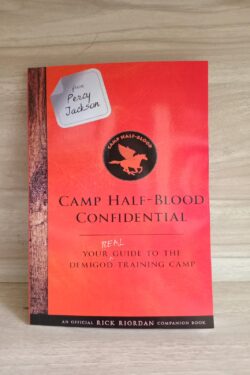 from
Percy
Jackson
CAMP HALF-BLOOD
CAMP HALF-BLOOD
CONFIDENTIAL
REAL
YOUR GUIDE TO THE
DEMIGOD TRAINING CAMP
AN OFFICIAL RICK RIORDAN COMPANION BOOK